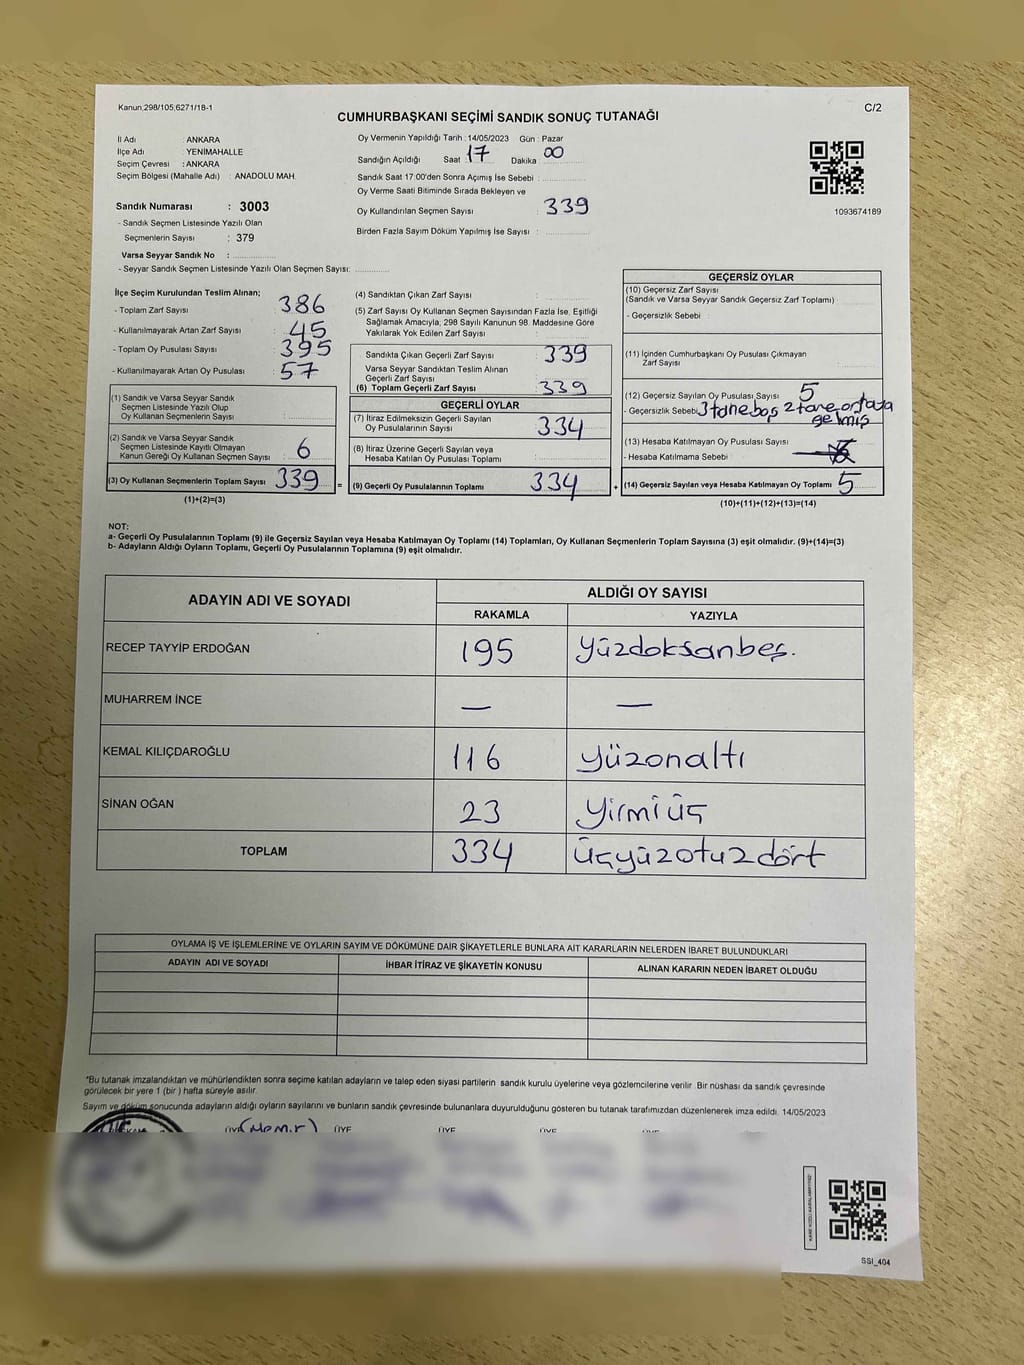 Kanun,298/105,6271/18-1
C/2
CUMHURBAŞKANI SEÇİMİ SANDIK SONUÇ TUTANAĞI
İl Adı : ANKARA
İlçe Adı : YENİMAHALLE
Seçim Çevresi : ANKARA
Seçim Bölgesi (Mahalle Adı) : ANADOLU MAH.
Sandık Numarası : 3003
- Sandık Seçmen Listesinde Yazılı Olan
Seçmenlerin Sayısı : 379
Varsa Seyyar Sandık No :
- Seyyar Sandık Seçmen Listesinde Yazılı Olan Seçmen Sayısı:
Oy Vermenin Yapıldığı Tarih : 14/05/2023 Gün : Pazar
Sandığın Açıldığı Saat : 17 Dakika : 00
Sandık Saat 17:00'den Sonra Açımış İse Sebebi :
Oy Verme Saati Bitiminde Sırada Bekleyen ve
Oy Kullandırılan Seçmen Sayısı : 339
Birden Fazla Sayım Döküm Yapılmış İse Sayısı :
1093674189
İlçe Seçim Kurulundan Teslim Alınan;
- Toplam Zarf Sayısı : 386
- Kullanılmayarak Artan Zarf Sayısı : 45
- Toplam Oy Pusulası Sayısı : 395
- Kullanılmayarak Artan Oy Pusulası : 57
(1) Sandık ve Varsa Seyyar Sandık
Seçmen Listesinde Yazılı Olup
Oy Kullanan Seçmenlerin Sayısı :
(2) Sandık ve Varsa Seyyar Sandık
Seçmen Listesinde Kayıtlı Olmayan
Kanun Gereği Oy Kullanan Seçmen Sayısı : 6
(3) Oy Kullanan Seçmenlerin Toplam Sayısı : 339
(1)+(2)=(3)
=
(4) Sandıktan Çıkan Zarf Sayısı :
(5) Zarf Sayısı Oy Kullanan Seçmen Sayısından Fazla İse, Eşitliği
Sağlamak Amacıyla, 298 Sayılı Kanunun 98. Maddesine Göre
Yakılarak Yok Edilen Zarf Sayısı :
Sandıkta Çıkan Geçerli Zarf Sayısı : 339
Varsa Seyyar Sandıktan Teslim Alınan
Geçerli Zarf Sayısı :
(6) Toplam Geçerli Zarf Sayısı : 339
GEÇERLİ OYLAR
(7) İtiraz Edilmeksizin Geçerli Sayılan
Oy Pusulalarının Sayısı : 334
(8) İtiraz Üzerine Geçerli Sayılan veya
Hesaba Katılan Oy Pusulası Toplamı :
(9) Geçerli Oy Pusulalarının Toplamı : 334
+
GEÇERSİZ OYLAR
(10) Geçersiz Zarf Sayısı
(Sandık ve Varsa Seyyar Sandık Geçersiz Zarf Toplamı) :
- Geçersizlik Sebebi :
(11) İçinden Cumhurbaşkanı Oy Pusulası Çıkmayan
Zarf Sayısı :
(12) Geçersiz Sayılan Oy Pusulası Sayısı : 5
- Geçersizlik Sebebi : 3 tane boş 2 tane ortaya
gelmiş
(13) Hesaba Katılmayan Oy Pusulası Sayısı :
- Hesaba Katılmama Sebebi :
(14) Geçersiz Sayılan veya Hesaba Katılmayan Oy Toplamı : 5
(10)+(11)+(12)+(13)=(14)
NOT:
a- Geçerli Oy Pusulalarının Toplamı (9) ile Geçersiz Sayılan veya Hesaba Katılmayan Oy Toplamı (14) Toplamları, Oy Kullanan Seçmenlerin Toplam Sayısına (3) eşit olmalıdır. (9)+(14)=(3)
b- Adayların Aldığı Oyların Toplamı, Geçerli Oy Pusulalarının Toplamına (9) eşit olmalıdır.
ADAYIN ADI VE SOYADI ALDIĞI OY SAYISI
RAKAMLA YAZIYLA
RECEP TAYYİP ERDOĞAN 195 yüzdoksanbeş.
MUHARREM İNCE — —
KEMAL KILIÇDAROĞLU 116 yüzonaltı
SİNAN OĞAN 23 yirmiüç
TOPLAM 334 üçyüzotuzdört
OYLAMA İŞ VE İŞLEMLERİNE VE OYLARIN SAYIM VE DÖKÜMÜNE DAİR ŞİKAYETLERLE BUNLARA AİT KARARLARIN NELERDEN İBARET BULUNDUKLARI
ADAYIN ADI VE SOYADI İHBAR İTİRAZ VE ŞİKAYETİN KONUSU ALINAN KARARIN NEDEN İBARET OLDUĞU
*Bu tutanak imzalandıktan ve mühürlendikten sonra seçime katılan adayların ve talep eden siyasi partilerin sandık kurulu üyelerine veya gözlemcilerine verilir. Bir nüshası da sandık çevresinde
görülecek bir yere 1 (bir) hafta süreyle asılır.
Sayım ve döküm sonucunda adayların aldığı oyların sayılarını ve bunların sandık çevresinde bulunanlara duyurulduğunu gösteren bu tutanak tarafımızdan düzenlenerek imza edildi. 14/05/2023
ÜYE ÜYE ÜYE ÜYE
SSI_404